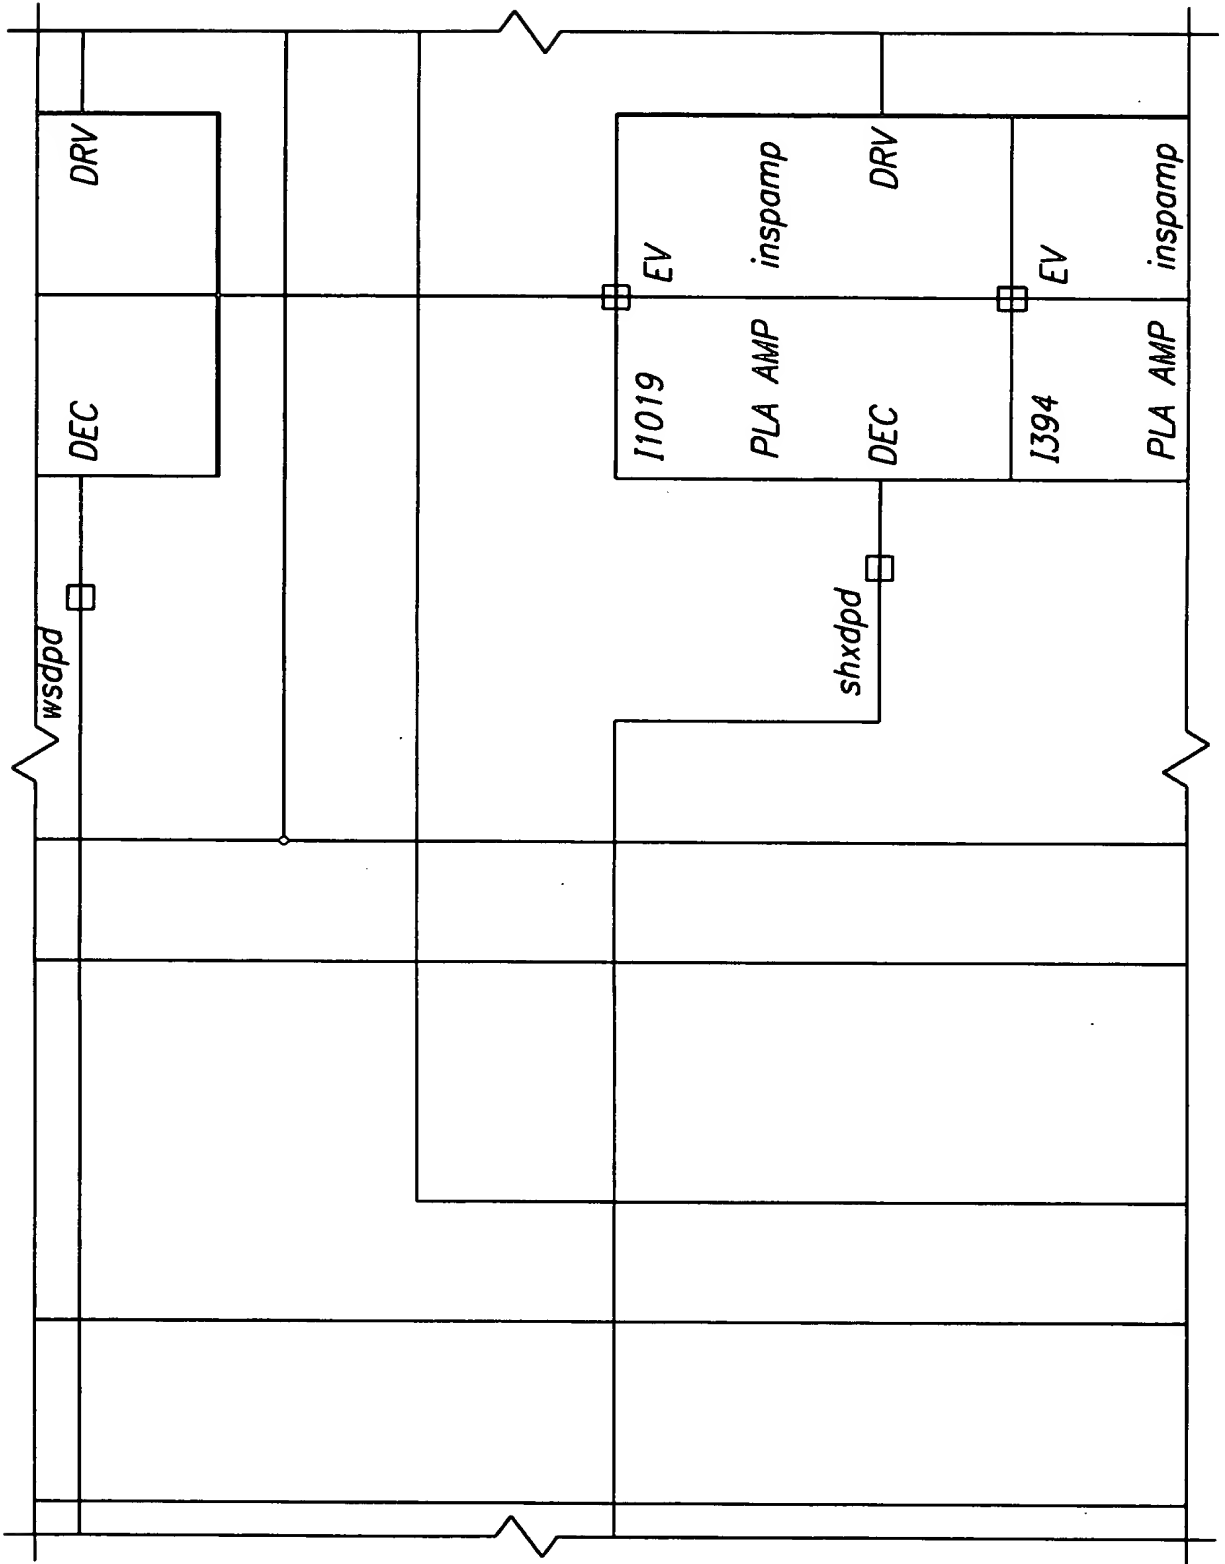 wsdpd
DEC
DRV
I1019
EV
PLA AMP
inspamp
shxdpd
DEC
DRV
I394
EV
PLA AMP
inspamp